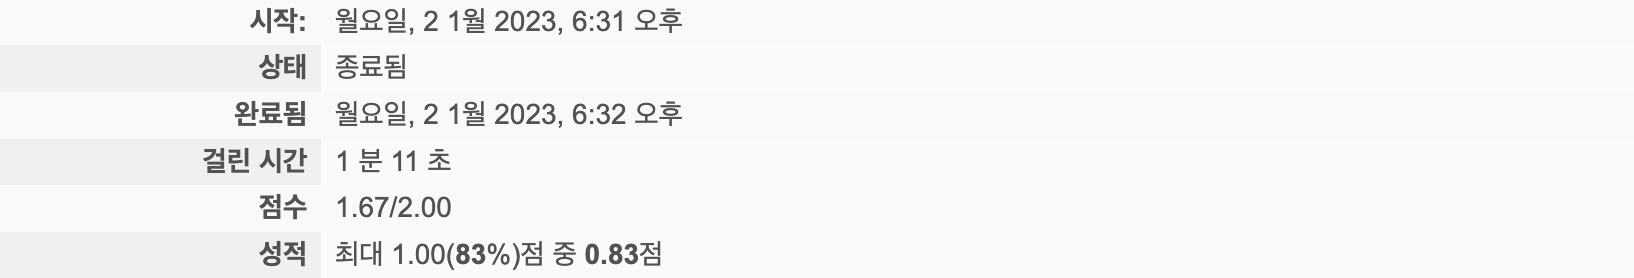 시작: 월요일, 2 1월 2023, 6:31 오후
상태 종료됨
완료됨 월요일, 2 1월 2023, 6:32 오후
걸린 시간 1 분 11 초
점수 1.67/2.00
성적 최대 1.00(83%)점 중 0.83점